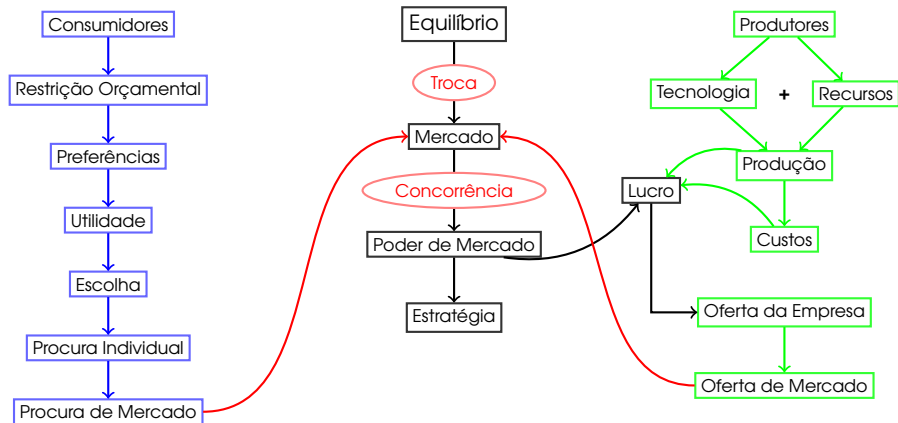 Consumidores
Restrição Orçamental
Preferências
Utilidade
Escolha
Procura Individual
Procura de Mercado
Equilíbrio
Troca
Mercado
Concorrência
Poder de Mercado
Estratégia
Produtores
Tecnologia + Recursos
Produção
Lucro
Custos
Oferta da Empresa
Oferta de Mercado